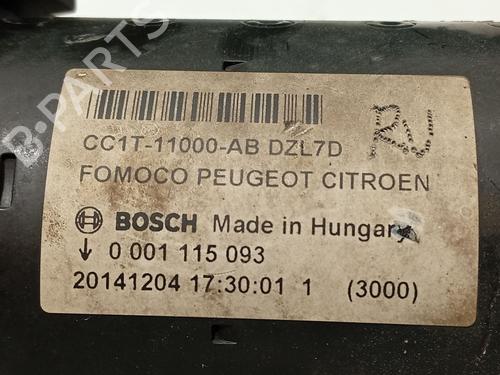 CC1T-11000-AB DZL7D
FOMOCO PEUGEOT CITROEN
BOSCH Made in Hungary
↓ 0 001 115 093
20141204 17:30:01 1 (3000)
B-PARTS